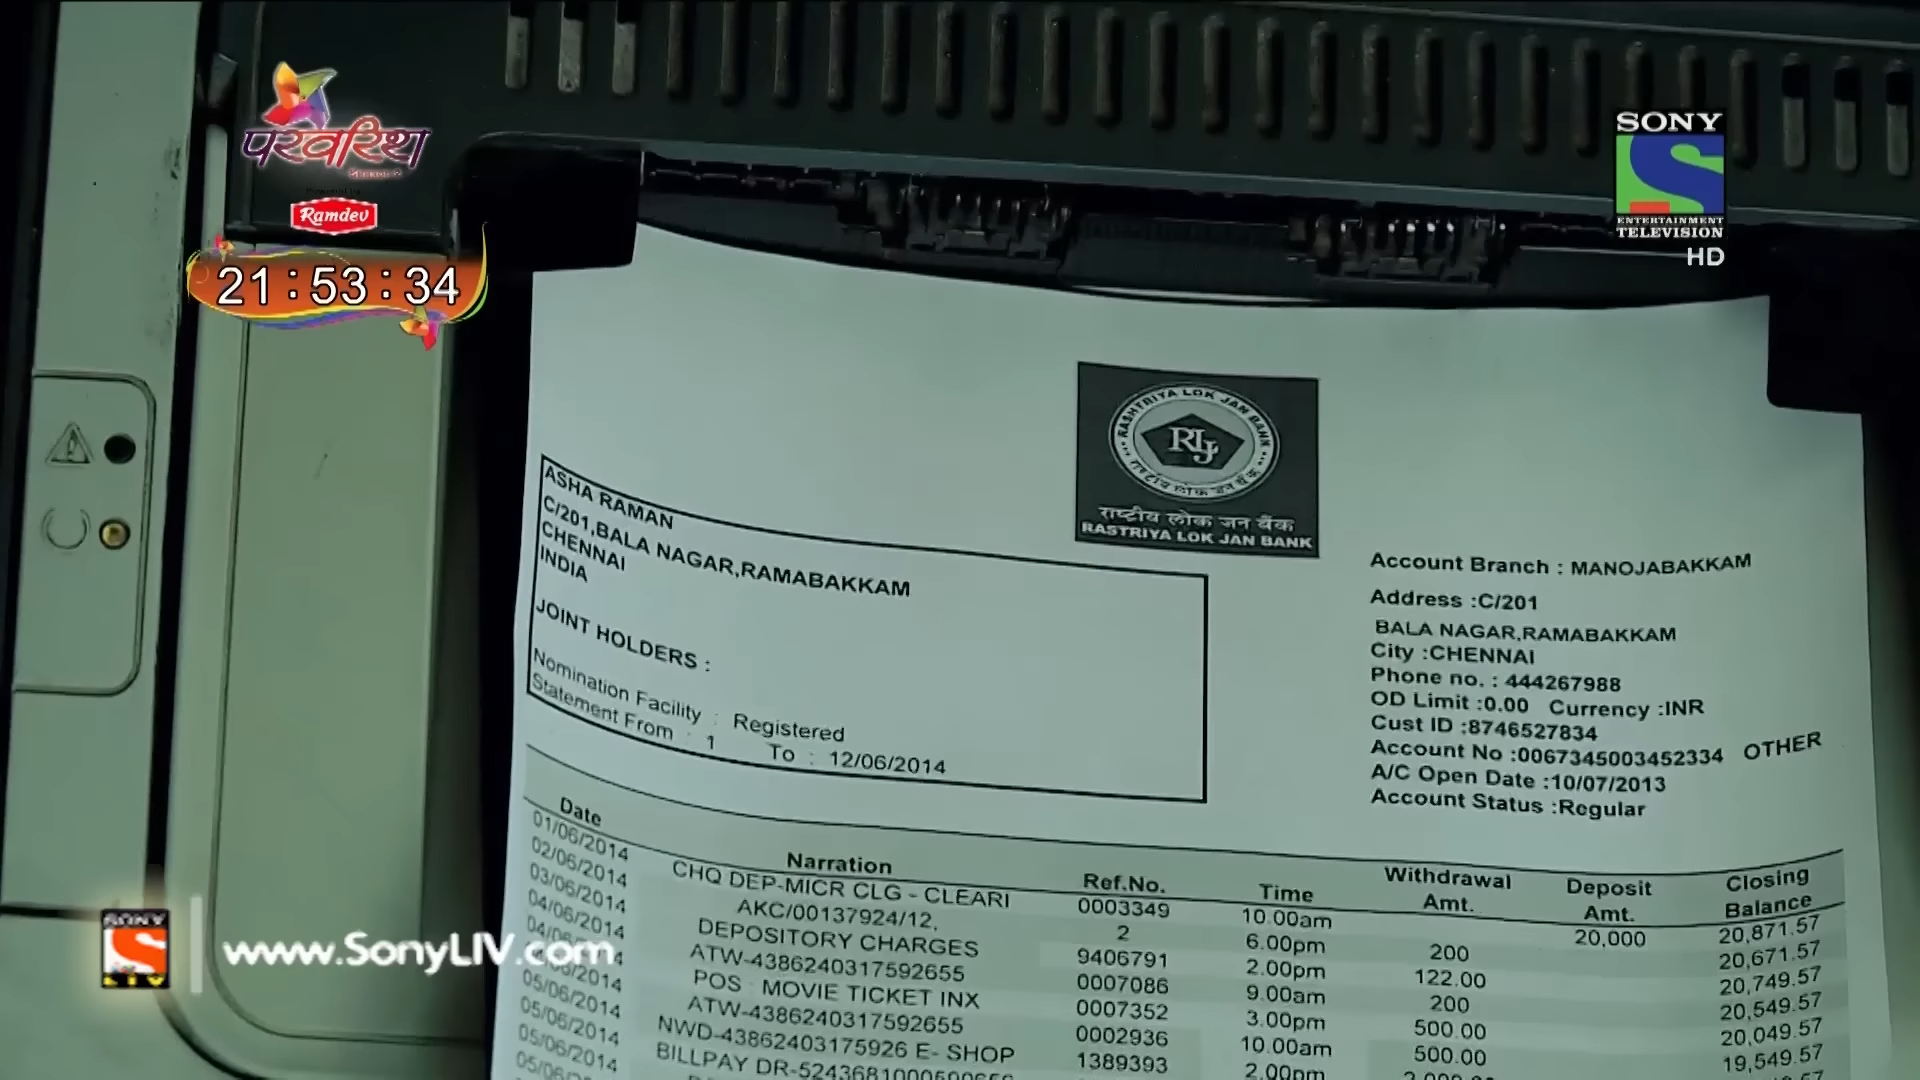 परवरिश
Ramdev
21:53:34
SONY
ENTERTAINMENT
TELEVISION
HD
RASHTRIYA LOK JAN BANK
RLJ
राष्ट्रीय लोक जन बैंक
राष्ट्रीय लोक जन बैंक
RASTRIYA LOK JAN BANK
ASHA RAMAN
C/201,BALA NAGAR,RAMABAKKAM
CHENNAI
INDIA
JOINT HOLDERS :
Nomination Facility : Registered
Statement From : 1 To : 12/06/2014
Account Branch : MANOJABAKKAM
Address :C/201
BALA NAGAR,RAMABAKKAM
City :CHENNAI
Phone no. : 444267988
OD Limit :0.00 Currency :INR
Cust ID :8746527834
Account No :0067345003452334 OTHER
A/C Open Date :10/07/2013
Account Status :Regular
Date Narration Ref.No. Time Withdrawal Amt. Deposit Amt. Closing Balance
01/06/2014 CHQ DEP-MICR CLG - CLEARI 0003349 10.00am 20,000 20,871.57
02/06/2014 AKC/00137924/12, 2 6.00pm 200 20,671.57
03/06/2014 DEPOSITORY CHARGES 9406791 2.00pm 122.00 20,749.57
04/06/2014 ATW-4386240317592655 0007086 9.00am 200 20,549.57
POS : MOVIE TICKET INX 0007352 3.00pm 500.00 20,049.57
ATW-4386240317592655 0002936 10.00am 500.00 19,549.57
05/06/2014 NWD-43862403175926 E- SHOP 1389393 2.00pm
05/06/2014 BILLPAY
05/06/2014
SONY
LIV
www.SonyLIV.com